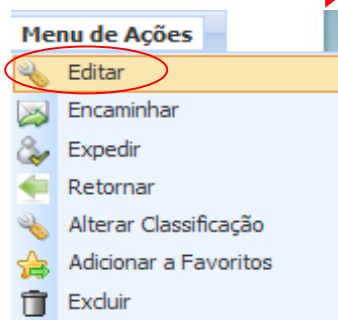 Menu de Ações
Editar
Encaminhar
Expedir
Retornar
Alterar Classificação
Adicionar a Favoritos
Excluir